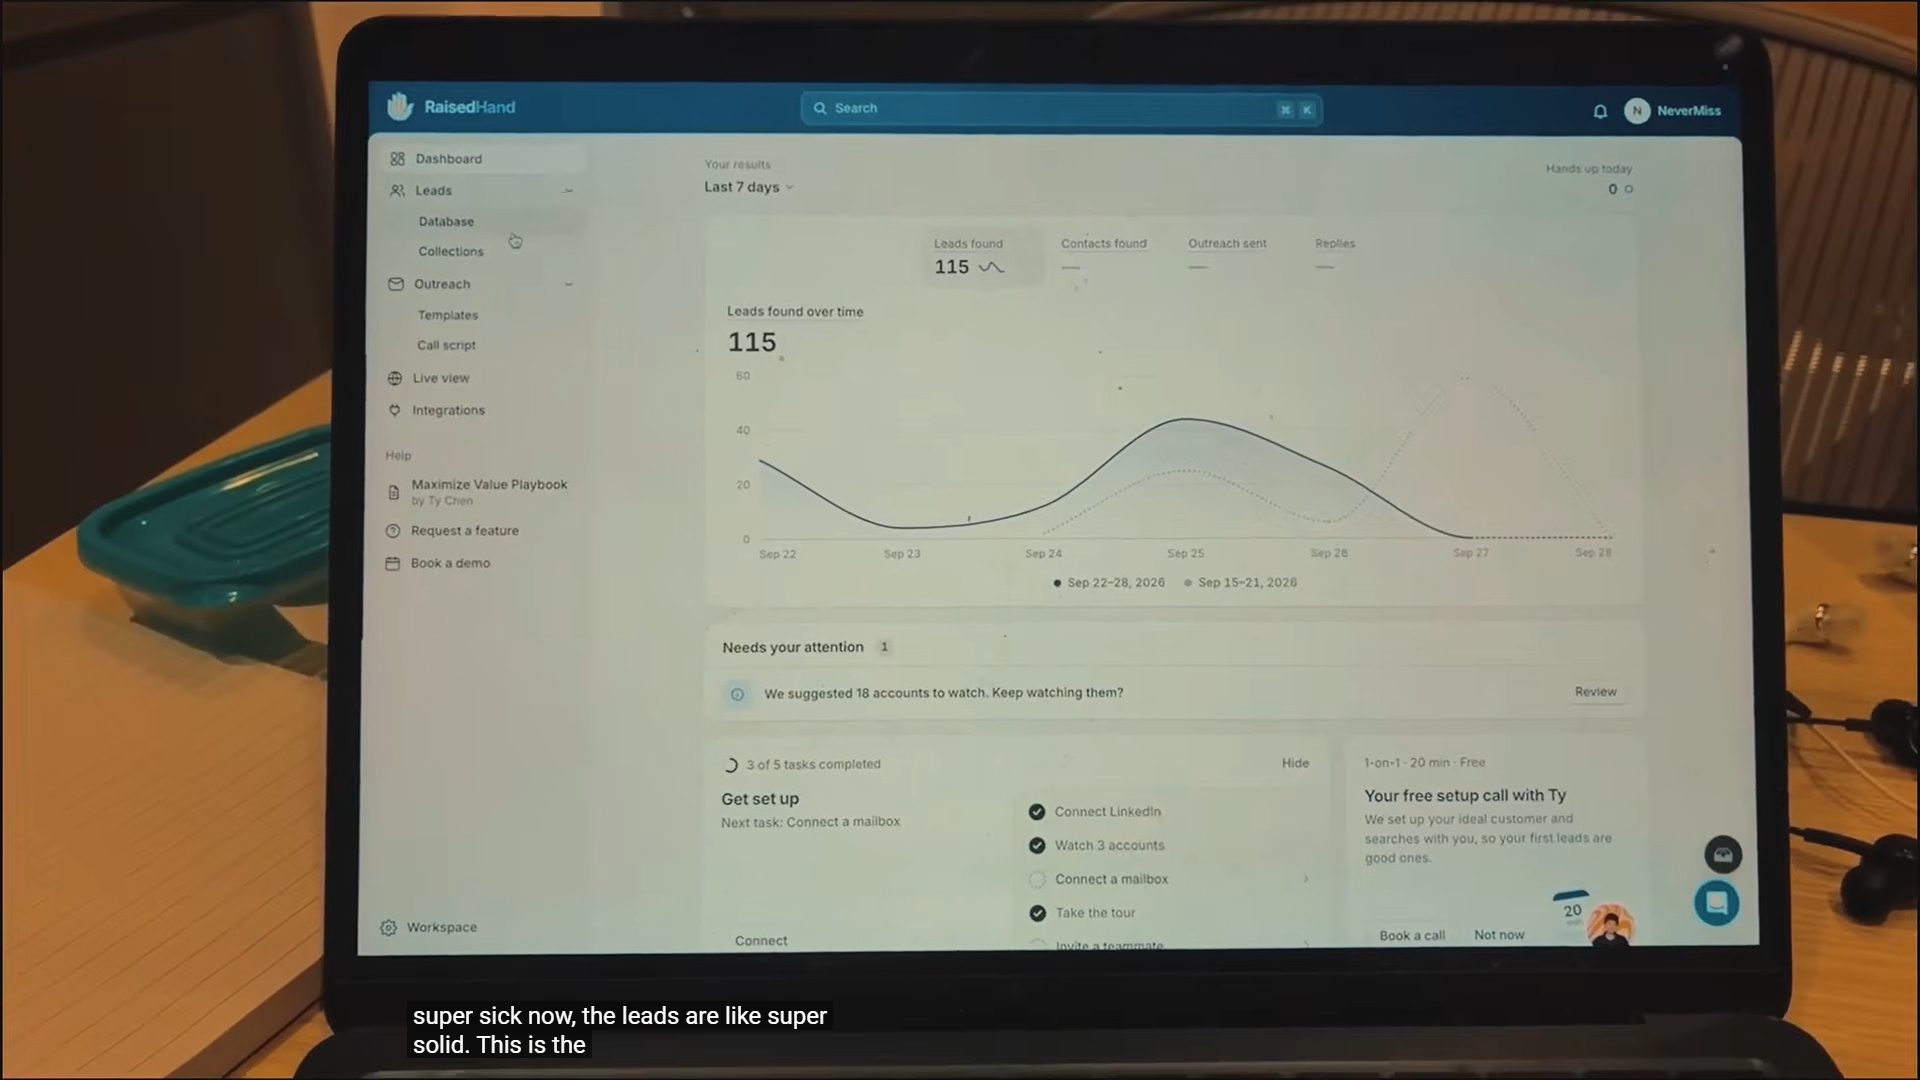 RaisedHand
Search
⌘ K
N NeverMiss
Dashboard
Leads
Database
Collections
Outreach
Templates
Call script
Live view
Integrations
Help
Maximize Value Playbook
by Ty Chen
Request a feature
Book a demo
Workspace
Your results
Last 7 days
Hands up today
0
Leads found
115
Contacts found
—
Outreach sent
—
Replies
—
Leads found over time
115
60
40
20
0
Sep 22 Sep 23 Sep 24 Sep 25 Sep 26 Sep 27 Sep 28
Sep 22–28, 2026 Sep 15–21, 2026
Needs your attention 1
We suggested 18 accounts to watch. Keep watching them?
Review
3 of 5 tasks completed
Hide
Get set up
Next task: Connect a mailbox
Connect LinkedIn
Watch 3 accounts
Connect a mailbox
Take the tour
Invite a teammate
Connect
1-on-1 · 20 min · Free
Your free setup call with Ty
We set up your ideal customer and
searches with you, so your first leads are
good ones.
20
Book a call Not now
super sick now, the leads are like super
solid. This is the